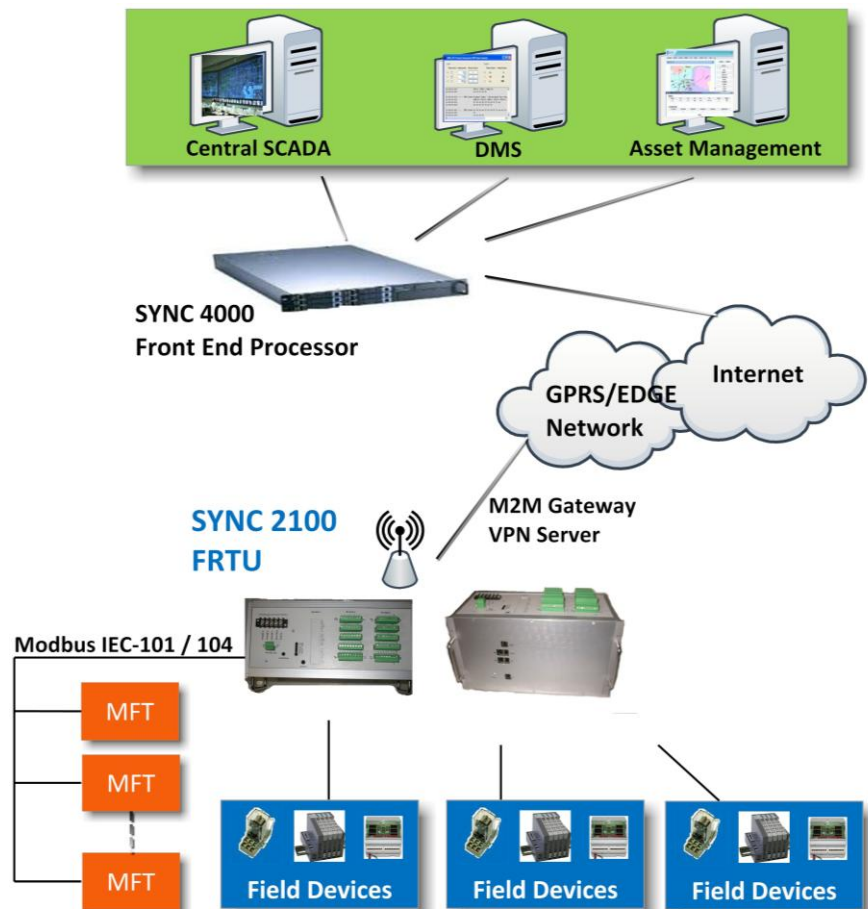 Central SCADA
DMS
Asset Management
SYNC 4000
Front End Processor
Internet
GPRS/EDGE
Network
M2M Gateway
VPN Server
SYNC 2100
FRTU
Modbus IEC-101 / 104
MFT
MFT
MFT
Field Devices
Field Devices
Field Devices